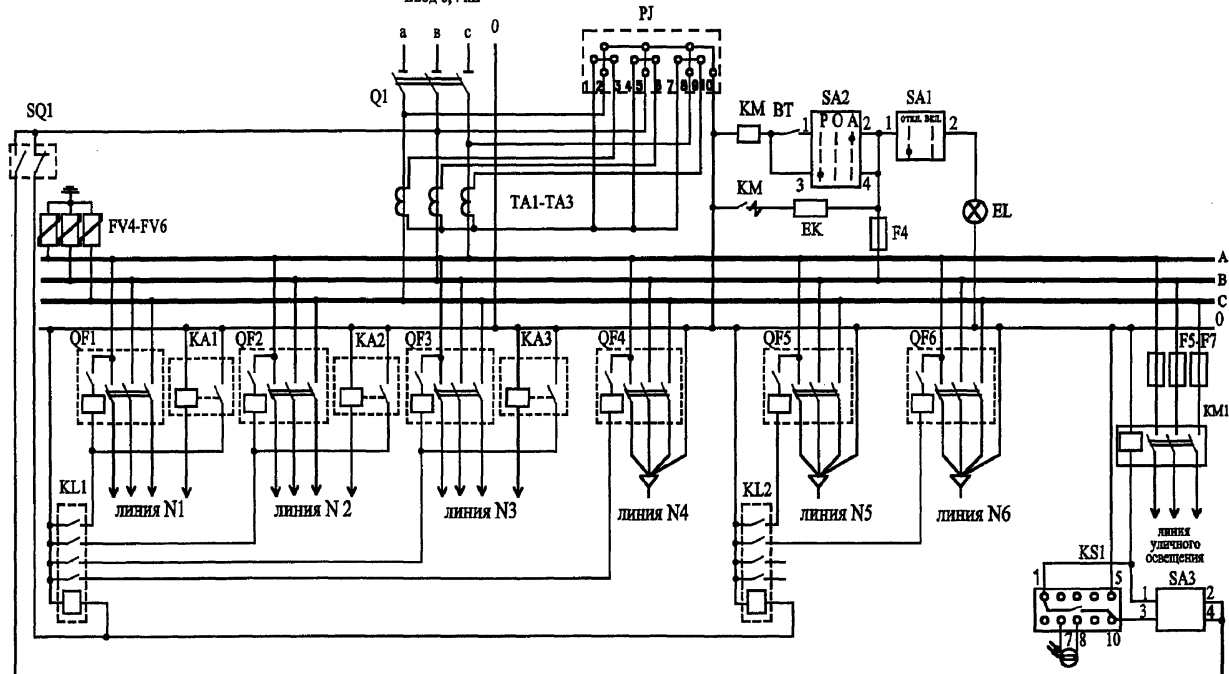 а в с 0
PJ
1 2 3 4 5 6 7 8 9 10
Q1
SQ1
KM BT
SA2
SA1
P O A
1 2
3 4
1 2
ОТКЛ. ВКЛ.
KM
EK
F4
EL
TA1-TA3
FV4-FV6
A
B
C
0
QF1 KA1 QF2 KA2 QF3 KA3 QF4 QF5 QF6
F5-F7
KM1
линия N1
линия N 2
линия N3
линия N4
линия N5
линия N6
линия
уличного
освещения
KL1
KL2
KS1
1 5
7 8 10
SA3
1 2
3 4